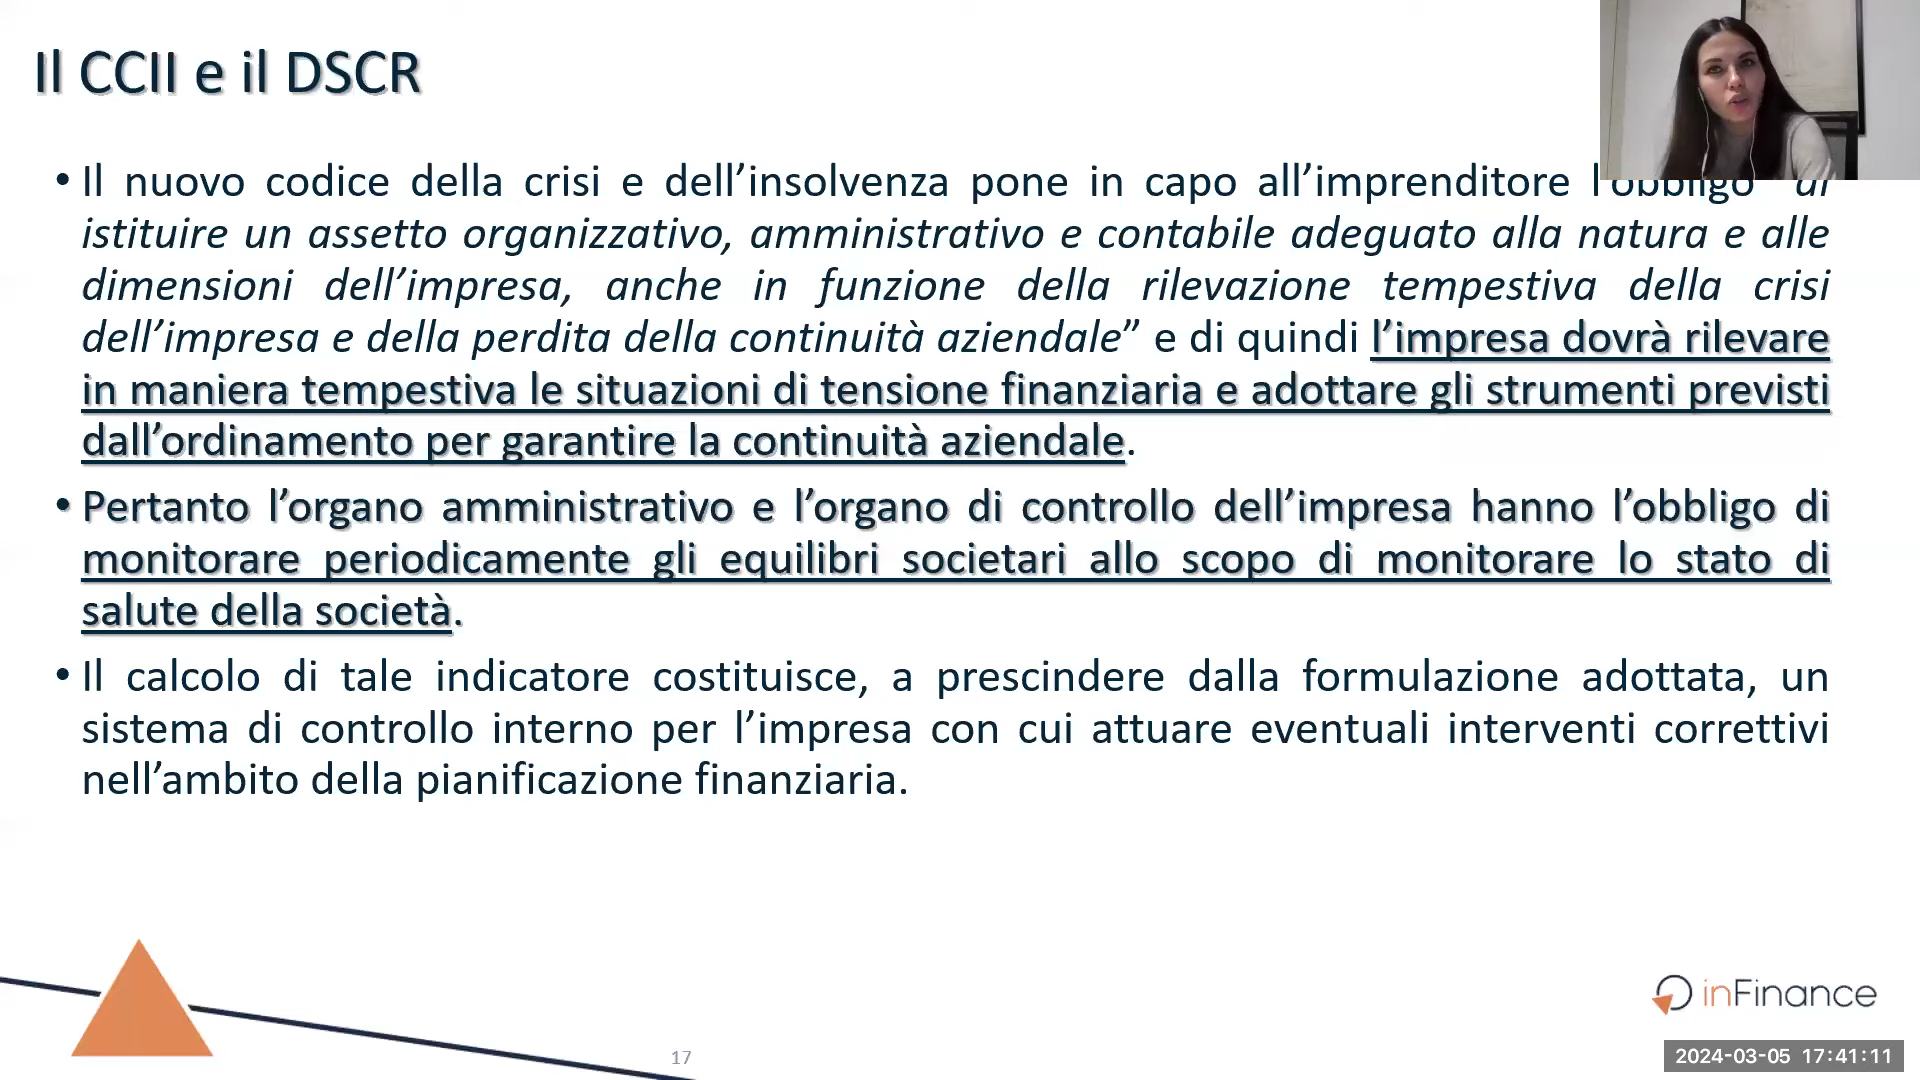 Il CCII e il DSCR
• Il nuovo codice della crisi e dell’insolvenza pone in capo all’imprenditore l’obbligo “di
istituire un assetto organizzativo, amministrativo e contabile adeguato alla natura e alle
dimensioni dell’impresa, anche in funzione della rilevazione tempestiva della crisi
dell’impresa e della perdita della continuità aziendale” e di quindi l’impresa dovrà rilevare
in maniera tempestiva le situazioni di tensione finanziaria e adottare gli strumenti previsti
dall’ordinamento per garantire la continuità aziendale.
• Pertanto l’organo amministrativo e l’organo di controllo dell’impresa hanno l’obbligo di
monitorare periodicamente gli equilibri societari allo scopo di monitorare lo stato di
salute della società.
• Il calcolo di tale indicatore costituisce, a prescindere dalla formulazione adottata, un
sistema di controllo interno per l’impresa con cui attuare eventuali interventi correttivi
nell’ambito della pianificazione finanziaria.
inFinance
17
2024-03-05 17:41:11